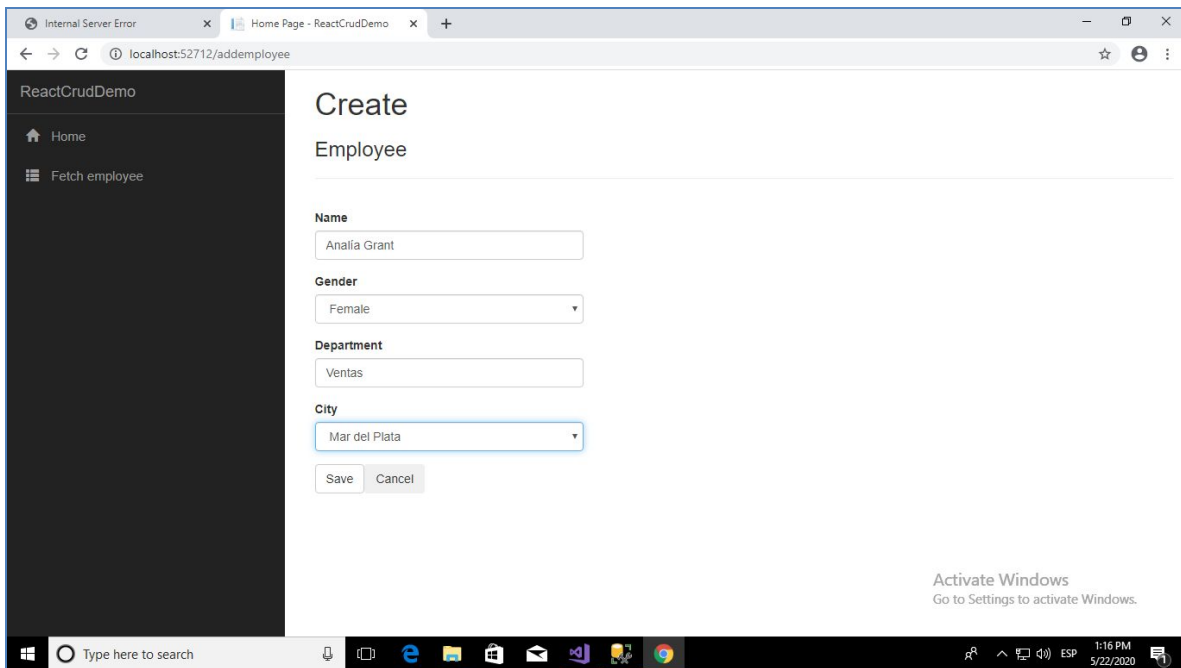 Internal Server Error
Home Page - ReactCrudDemo
localhost:52712/addemployee
ReactCrudDemo
Home
Fetch employee
Create
Employee
Name
Analía Grant
Gender
Female
Department
Ventas
City
Mar del Plata
Save Cancel
Activate Windows
Go to Settings to activate Windows.
Type here to search
ESP
1:16 PM
5/22/2020
1